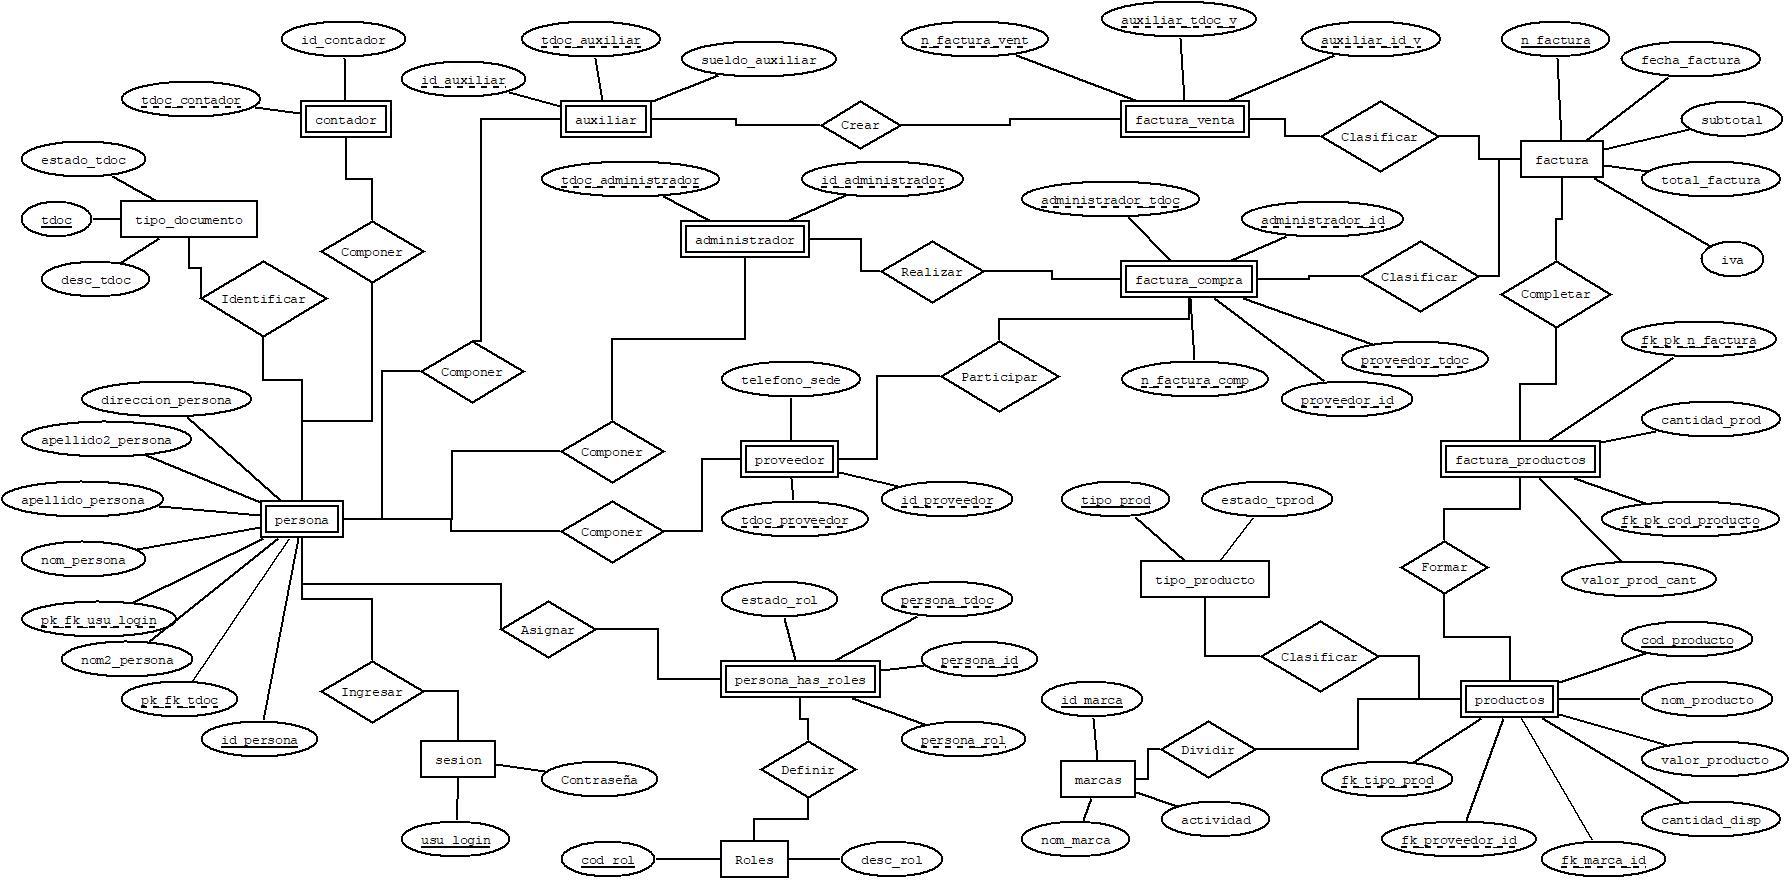 auxiliar_tdoc_v
id_contador
tdoc_auxiliar
n_factura_vent
auxiliar_id_v
n_factura
sueldo_auxiliar
fecha_factura
id_auxiliar
tdoc_contador
contador
auxiliar
Crear
factura_venta
Clasificar
subtotal
estado_tdoc
factura
tdoc_administrador
id_administrador
total_factura
administrador_tdoc
tdoc
tipo_documento
administrador_id
administrador
Componer
iva
Realizar
Clasificar
desc_tdoc
factura_compra
Completar
Identificar
fk_pk_n_factura
proveedor_tdoc
Componer
Participar
telefono_sede
n_factura_comp
direccion_persona
proveedor_id
cantidad_prod
apellido2_persona
Componer
proveedor
factura_productos
apellido_persona
id_proveedor
tipo_prod
estado_tprod
persona
tdoc_proveedor
fk_pk_cod_producto
Componer
nom_persona
Formar
tipo_producto
valor_prod_cant
estado_rol
persona_tdoc
pk_fk_usu_login
Asignar
cod_producto
nom2_persona
persona_id
Clasificar
persona_has_roles
Ingresar
pk_fk_tdoc
id_marca
productos
nom_producto
id_persona
persona_rol
Dividir
sesion
valor_producto
Definir
Contraseña
marcas
fk_tipo_prod
actividad
cantidad_disp
usu_login
nom_marca
fk_proveedor_id
cod_rol
Roles
desc_rol
fk_marca_id